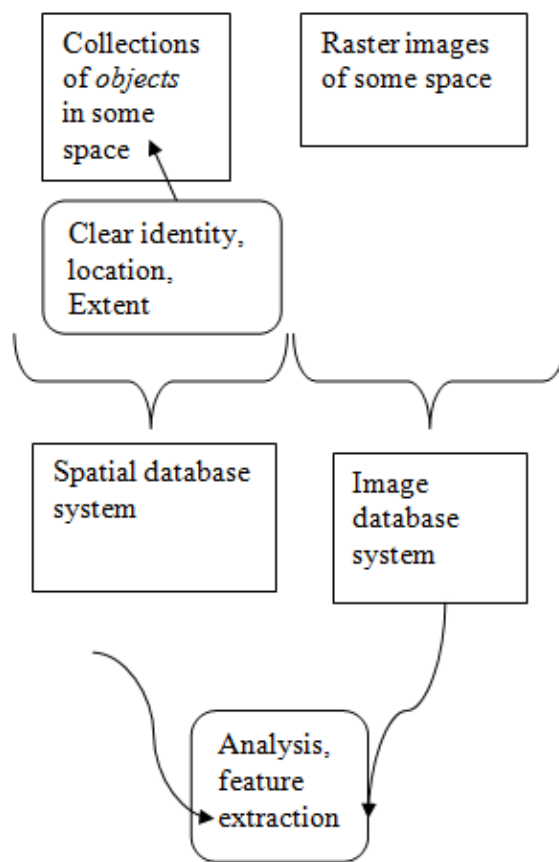 Collections
of objects
in some
space
Raster images
of some space
Clear identity,
location,
Extent
Spatial database
system
Image
database
system
Analysis,
feature
extraction